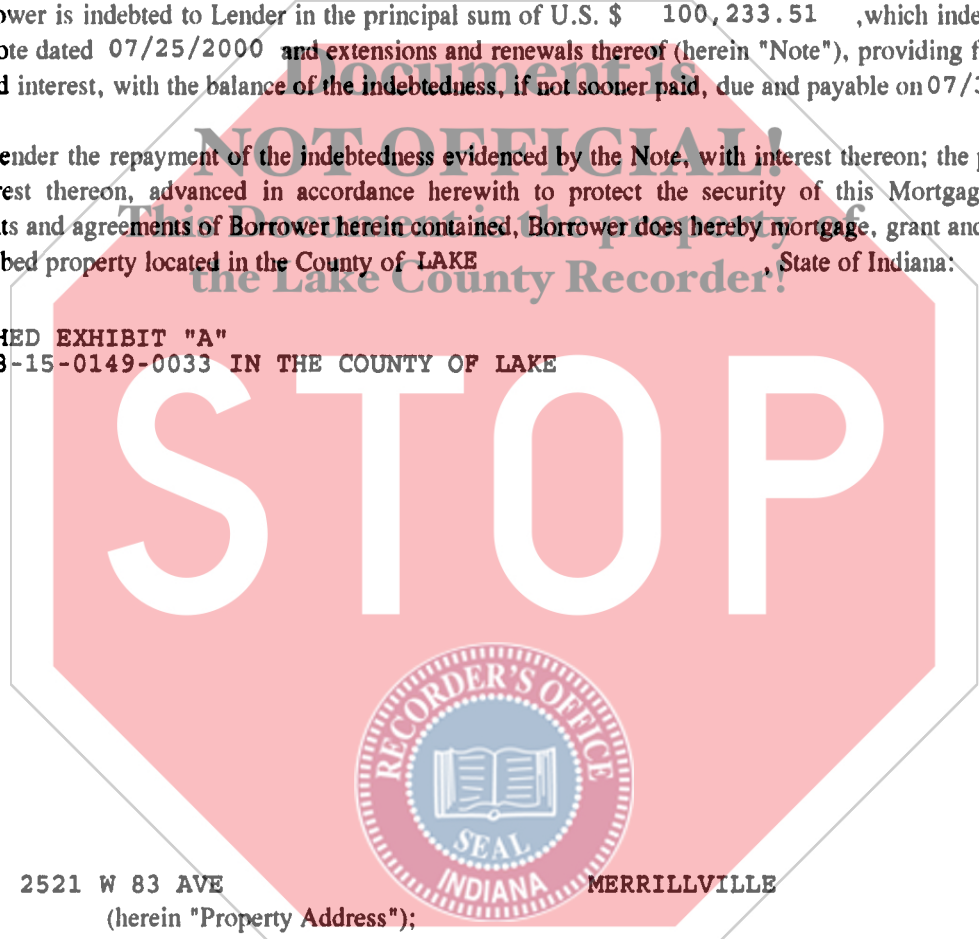 ower is indebted to Lender in the principal sum of U.S. $ 100,233.51 ,which inde
ote dated 07/25/2000 and extensions and renewals thereof (herein "Note"), providing f
d interest, with the balance of the indebtedness, if not sooner paid, due and payable on 07/3
Document is
NOT OFFICIAL!
ender the repayment of the indebtedness evidenced by the Note, with interest thereon; the p
rest thereon, advanced in accordance herewith to protect the security of this Mortgag
This Document is the property of
ts and agreements of Borrower herein contained, Borrower does hereby mortgage, grant and
bed property located in the County of LAKE , State of Indiana:
the Lake County Recorder!
HED EXHIBIT "A"
8-15-0149-0033 IN THE COUNTY OF LAKE
STOP
RECORDER'S OFFICE
SEAL
INDIANA
2521 W 83 AVE MERRILLVILLE
(herein "Property Address");